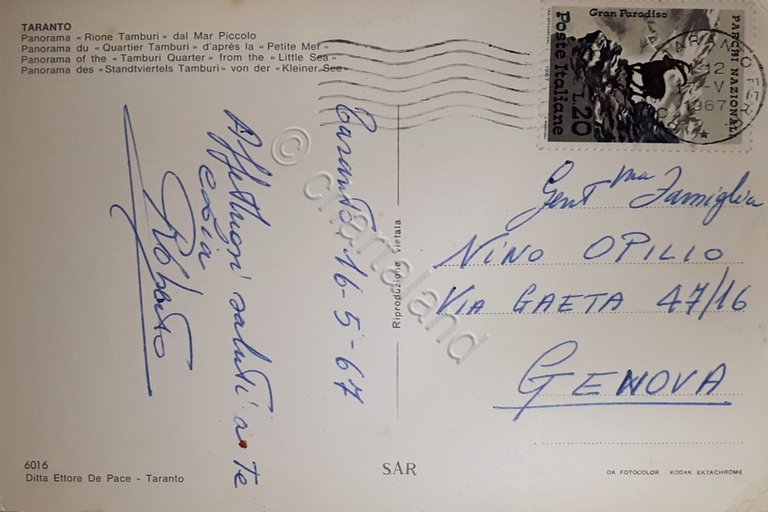 TARANTO
Panorama « Rione Tamburi » dal Mar Piccolo
Panorama du « Quartier Tamburi » d'aprés la « Petite Mer »
Panorama of the « Tamburi Quarter » from the « Little Sea »
Panorama des « Standtviertels Tamburi » von der « Kleiner See »
Gran Paradiso
PARCHI NAZIONALI
Poste Italiane
L.20
TARANTO
12
V
1967
Taranto, 16-5-67
Affettuosi saluti a te
e zia
Roberto
Riproduzione vietata
Gent ma Famiglia
NINO OPILIO
VIA GAETA 47/16
GENOVA
© chartaland
6016
Ditta Ettore De Pace - Taranto
SAR
DA FOTOCOLOR - KODAK EKTACHROME